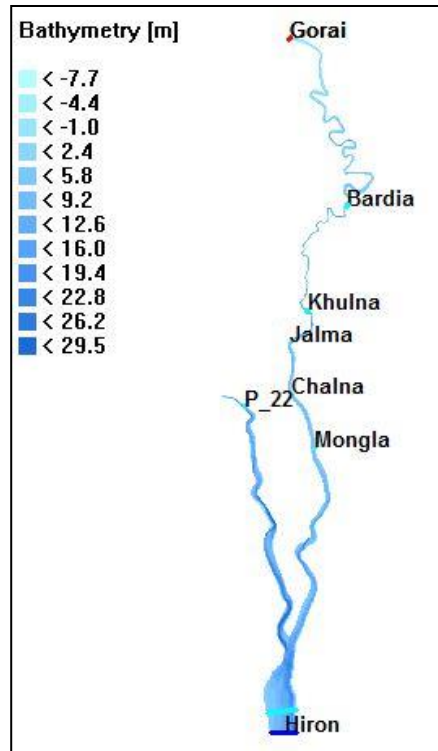 Bathymetry [m]
< -7.7
< -4.4
< -1.0
< 2.4
< 5.8
< 9.2
< 12.6
< 16.0
< 19.4
< 22.8
< 26.2
< 29.5
Gorai
Bardia
Khulna
Jalma
Chalna
P_22
Mongla
Hiron